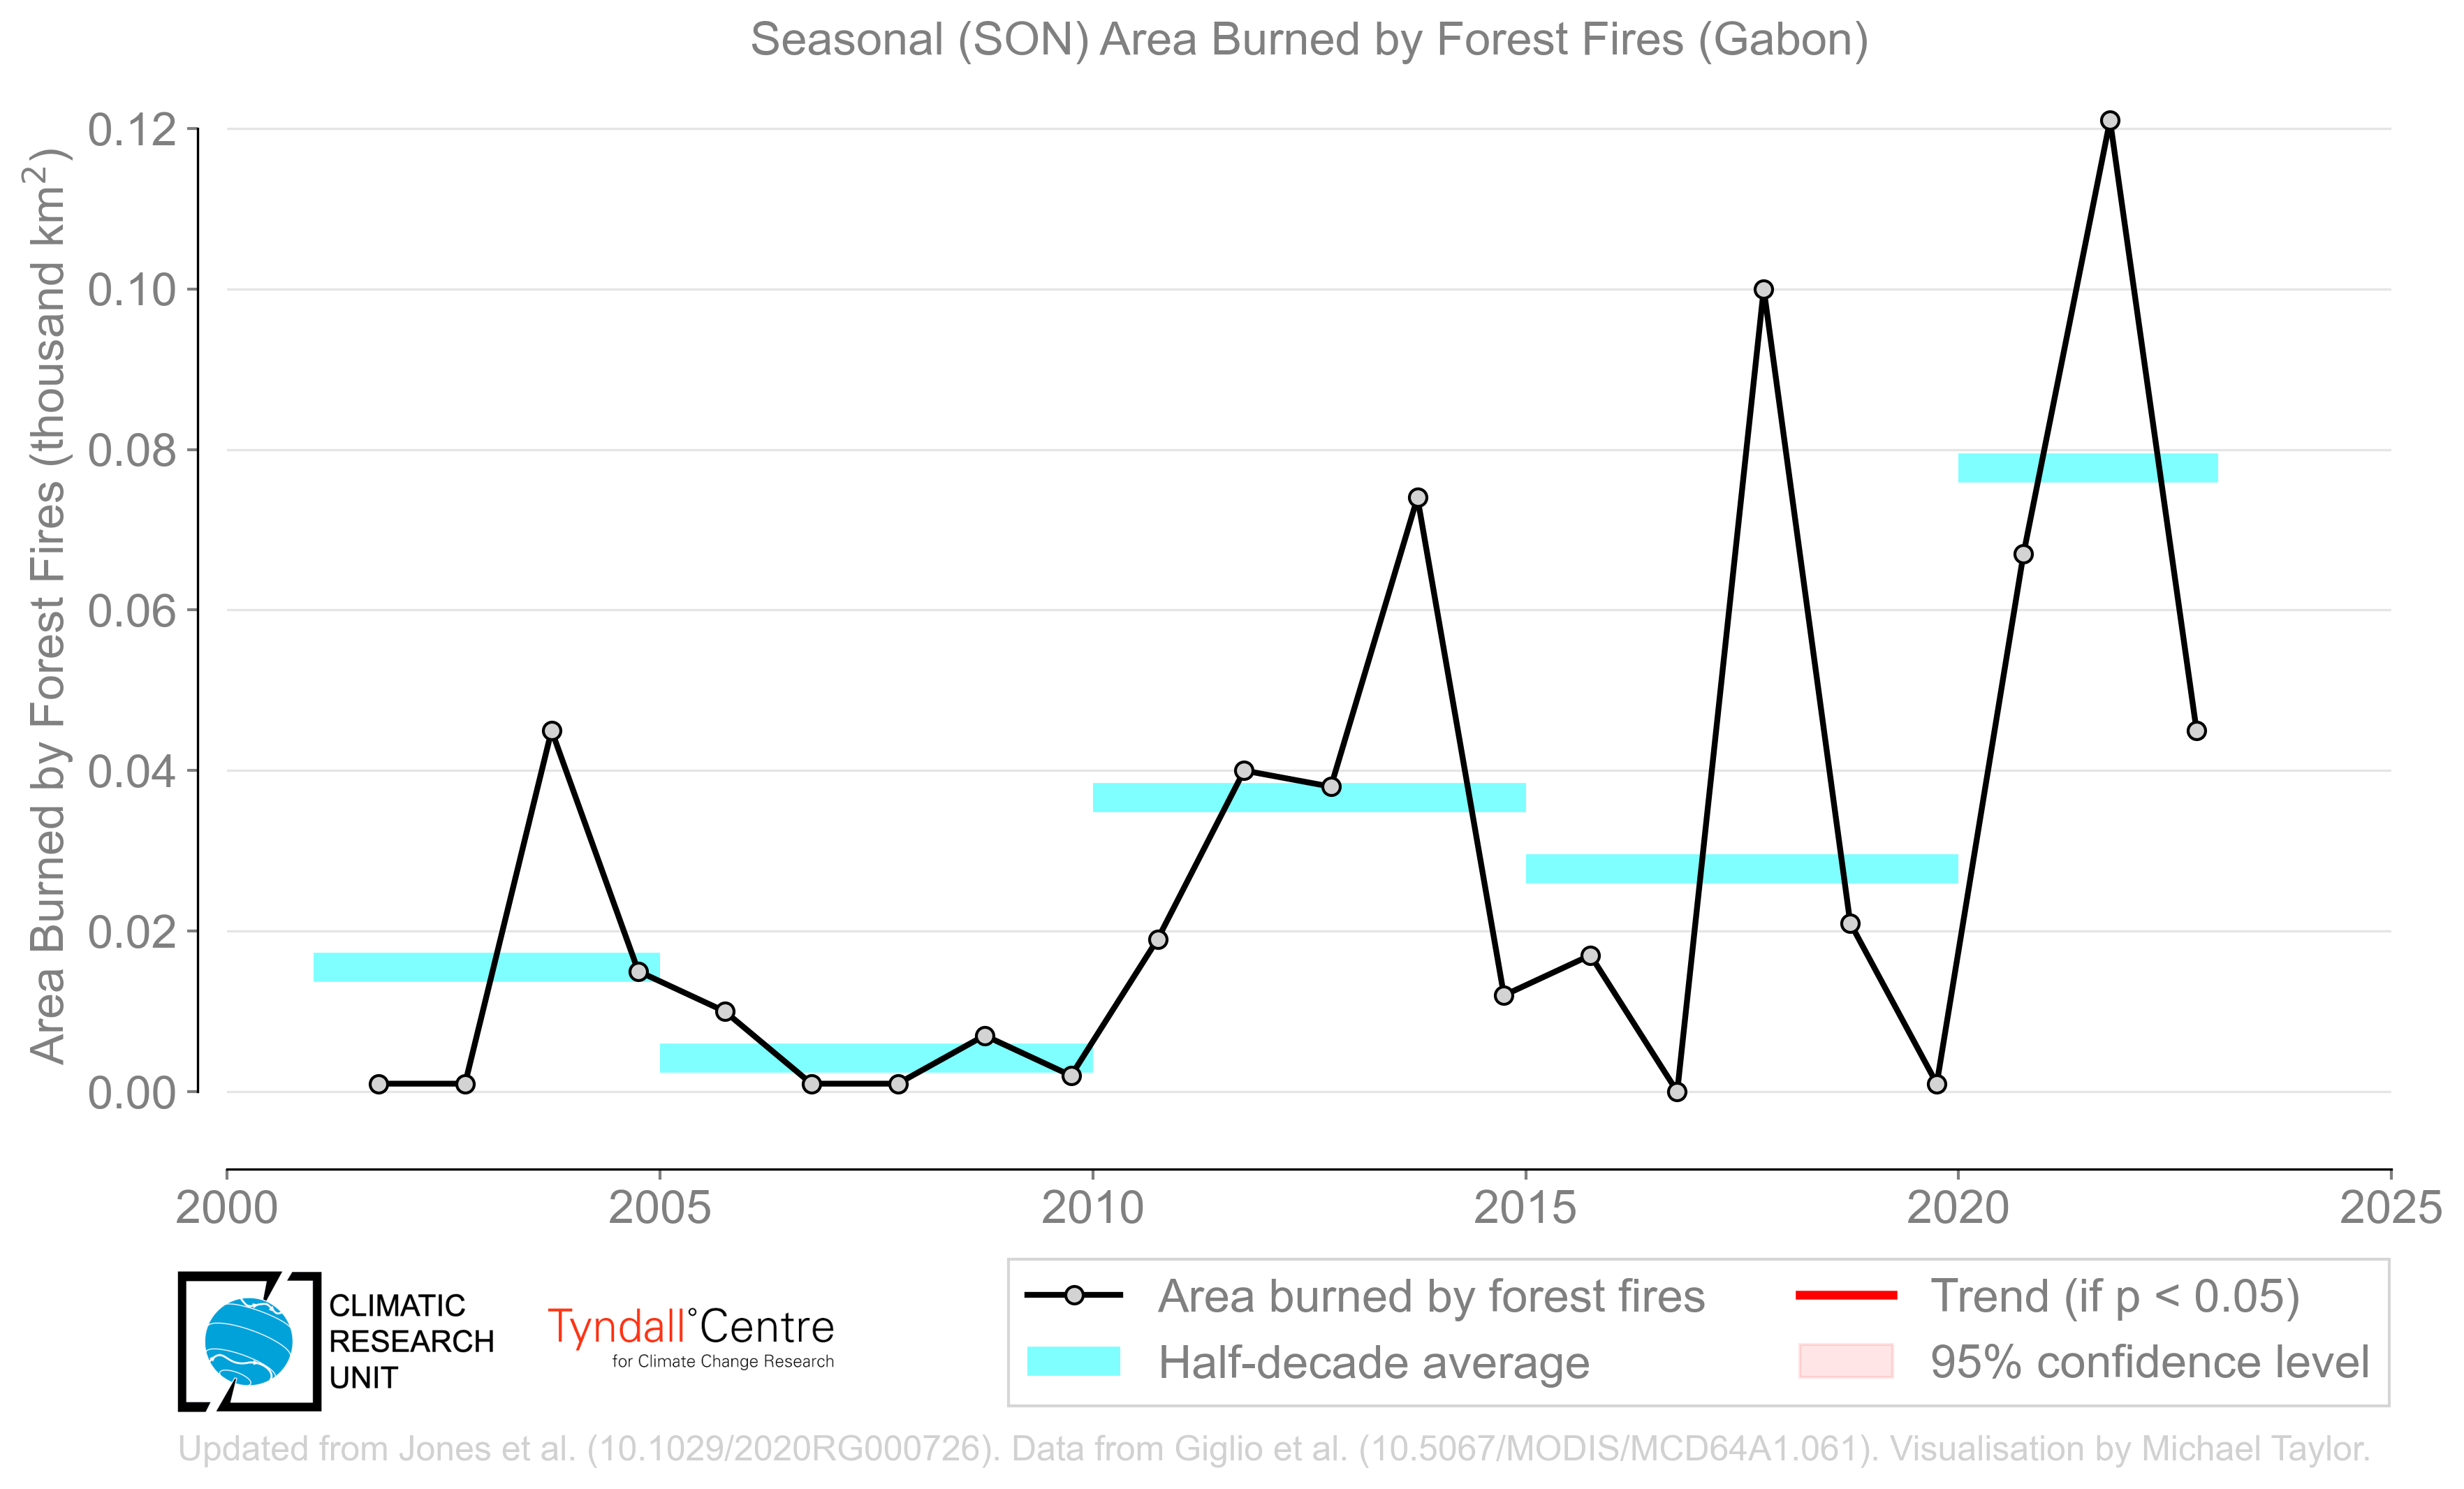 Seasonal (SON) Area Burned by Forest Fires (Gabon)
Area Burned by Forest Fires (thousand km²)
0.12
0.10
0.08
0.06
0.04
0.02
0.00
2000 2005 2010 2015 2020 2025
CLIMATIC
RESEARCH
UNIT
Tyndall°Centre
for Climate Change Research
Area burned by forest fires
Half-decade average
Trend (if p < 0.05)
95% confidence level
Updated from Jones et al. (10.1029/2020RG000726). Data from Giglio et al. (10.5067/MODIS/MCD64A1.061). Visualisation by Michael Taylor.